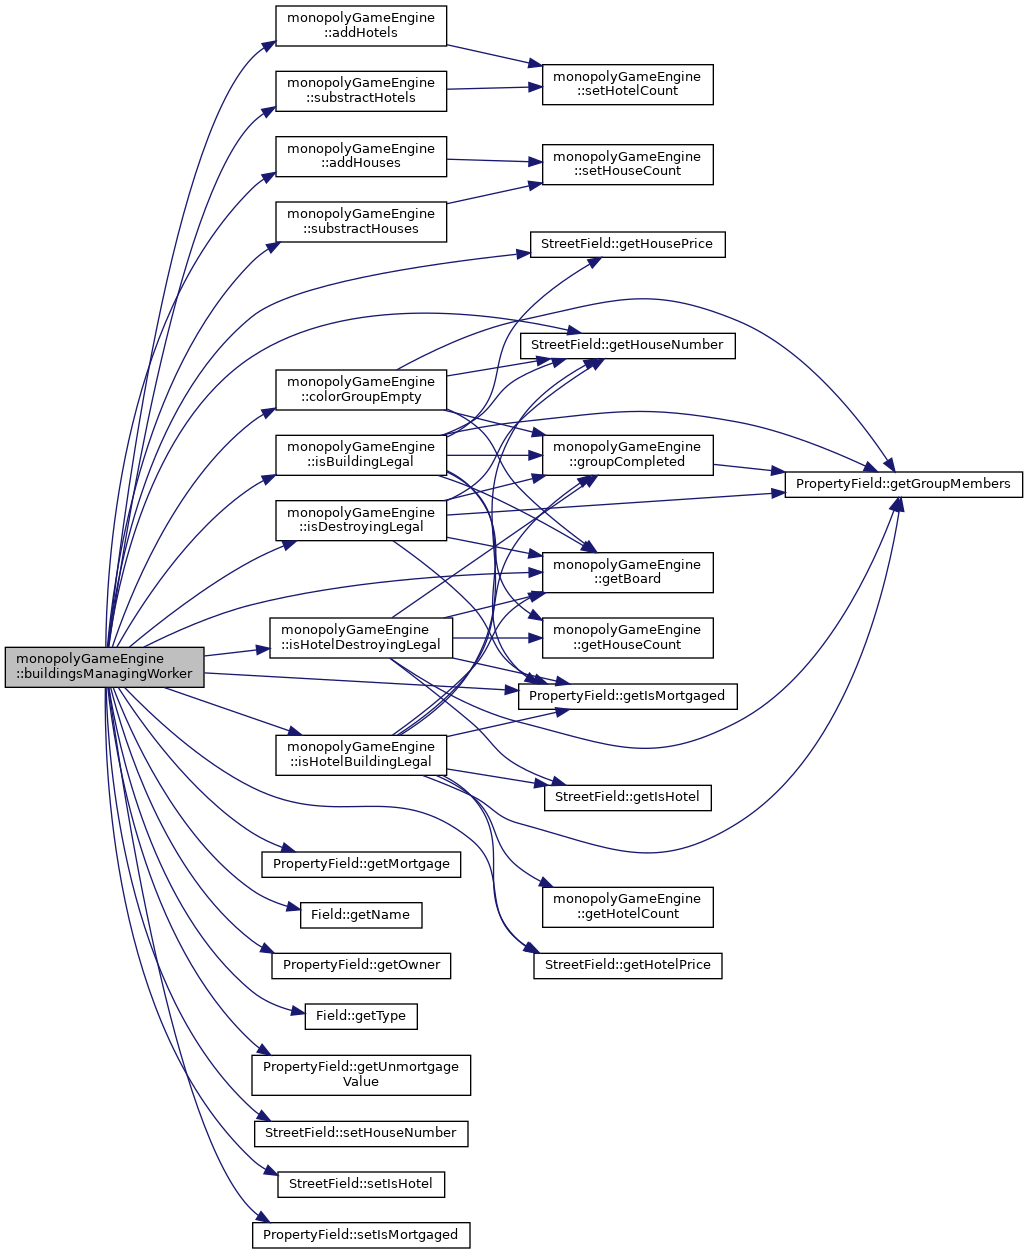 monopolyGameEngine
::addHotels
monopolyGameEngine
::setHotelCount
monopolyGameEngine
::substractHotels
monopolyGameEngine
::addHouses
monopolyGameEngine
::setHouseCount
monopolyGameEngine
::substractHouses
StreetField::getHousePrice
StreetField::getHouseNumber
monopolyGameEngine
::colorGroupEmpty
monopolyGameEngine
::isBuildingLegal
monopolyGameEngine
::groupCompleted
PropertyField::getGroupMembers
monopolyGameEngine
::isDestroyingLegal
monopolyGameEngine
::getBoard
monopolyGameEngine
::isHotelDestroyingLegal
monopolyGameEngine
::getHouseCount
monopolyGameEngine
::buildingsManagingWorker
PropertyField::getIsMortgaged
monopolyGameEngine
::isHotelBuildingLegal
StreetField::getIsHotel
PropertyField::getMortgage
Field::getName
monopolyGameEngine
::getHotelCount
PropertyField::getOwner
StreetField::getHotelPrice
Field::getType
PropertyField::getUnmortgage
Value
StreetField::setHouseNumber
StreetField::setIsHotel
PropertyField::setIsMortgaged